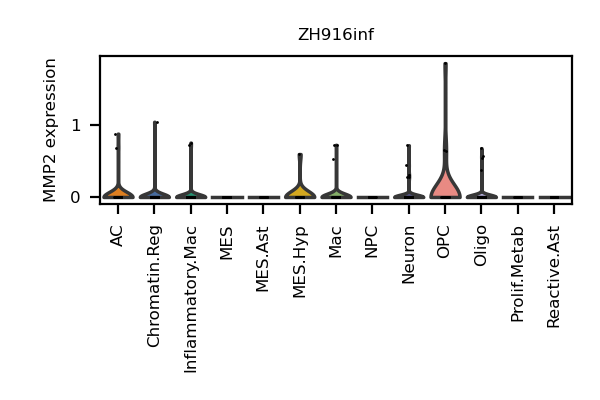 ZH916inf
MMP2 expression
1
0
AC
Chromatin.Reg
Inflammatory.Mac
MES
MES.Ast
MES.Hyp
Mac
NPC
Neuron
OPC
Oligo
Prolif.Metab
Reactive.Ast